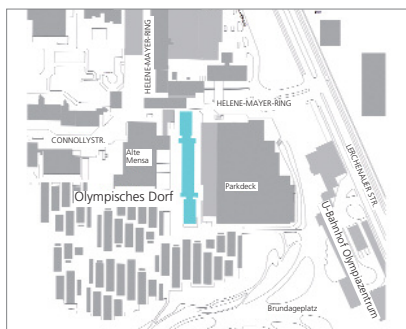 HELENE-MAYER-RING
HELENE-MAYER-RING
CONNOLLYSTR.
Alte
Mensa
LERCHENAUER STR.
Parkdeck
Olympisches Dorf
U-Bahnhof Olympiazentrum
Brundageplatz